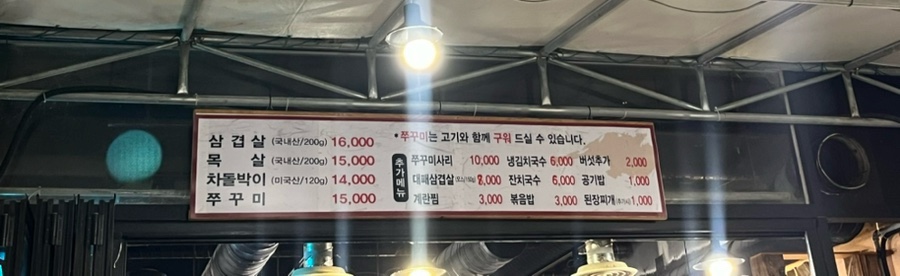 삼겹살 (국내산/200g) 16,000
목살 (국내산/200g) 15,000
차돌박이 (미국산/120g) 14,000
쭈꾸미 15,000
• 쭈꾸미는 고기와 함께 구워 드실 수 있습니다.
추가메뉴
쭈꾸미사리 10,000 냉김치국수 6,000 버섯추가 2,000
대패삼겹살 8,000 잔치국수 6,000 공기밥 1,000
계란찜 3,000 볶음밥 3,000 된장찌개 1,000